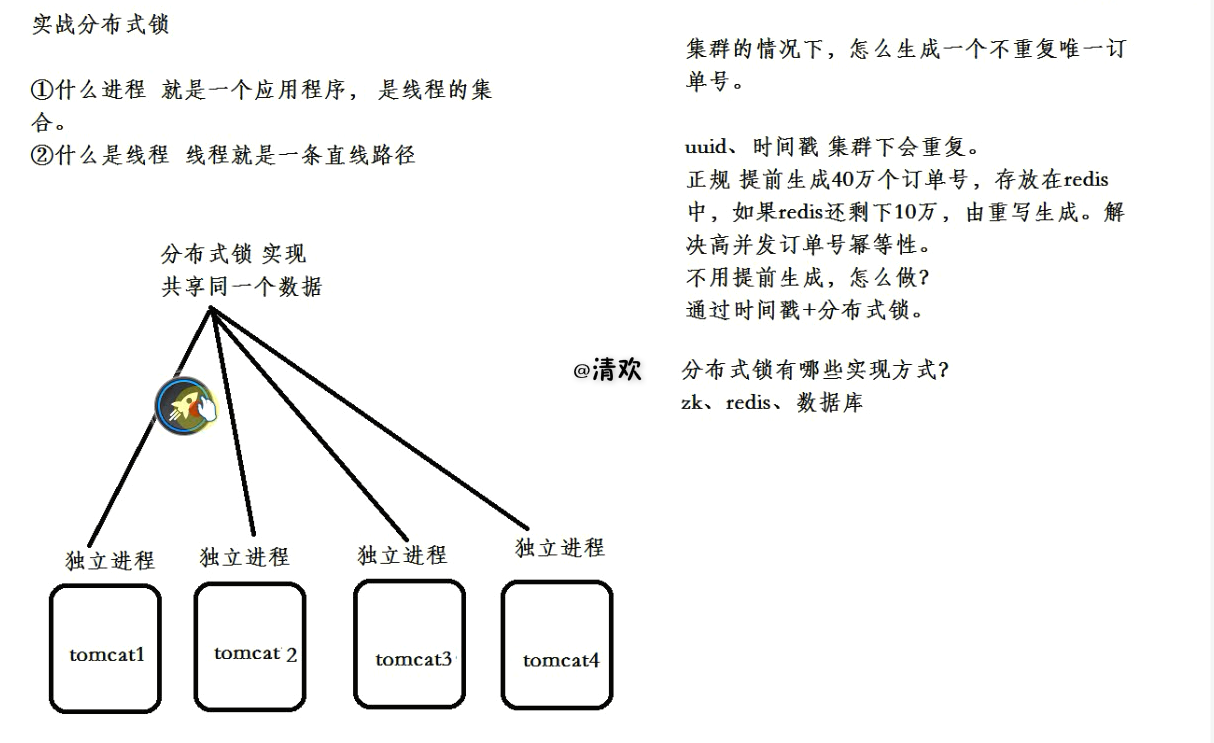 实战分布式锁
①什么进程 就是一个应用程序， 是线程的集
合。
②什么是线程 线程就是一条直线路径
分布式锁 实现
共享同一个数据
独立进程
独立进程
独立进程
独立进程
tomcat1
tomcat 2
tomcat3
tomcat4
集群的情况下，怎么生成一个不重复唯一订
单号。
uuid、时间戳 集群下会重复。
正规 提前生成40万个订单号，存放在redis
中，如果redis还剩下10万，由重写生成。解
决高并发订单号幂等性。
不用提前生成，怎么做？
通过时间戳+分布式锁。
@清欢
分布式锁有哪些实现方式？
zk、redis、数据库